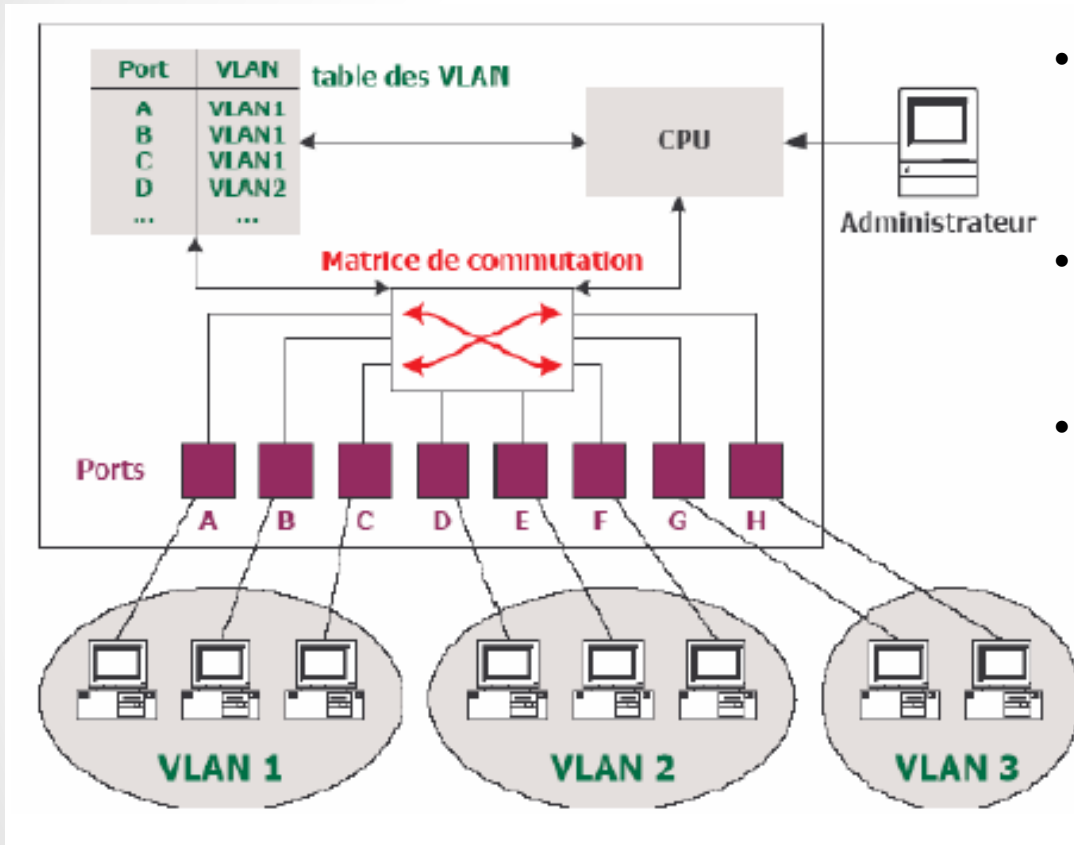 Port VLAN
table des VLAN
A VLAN1
B VLAN1
C VLAN1
D VLAN2
... ...
CPU
Administrateur
Matrice de commutation
Ports
A B C D E F G H
VLAN 1
VLAN 2
VLAN 3